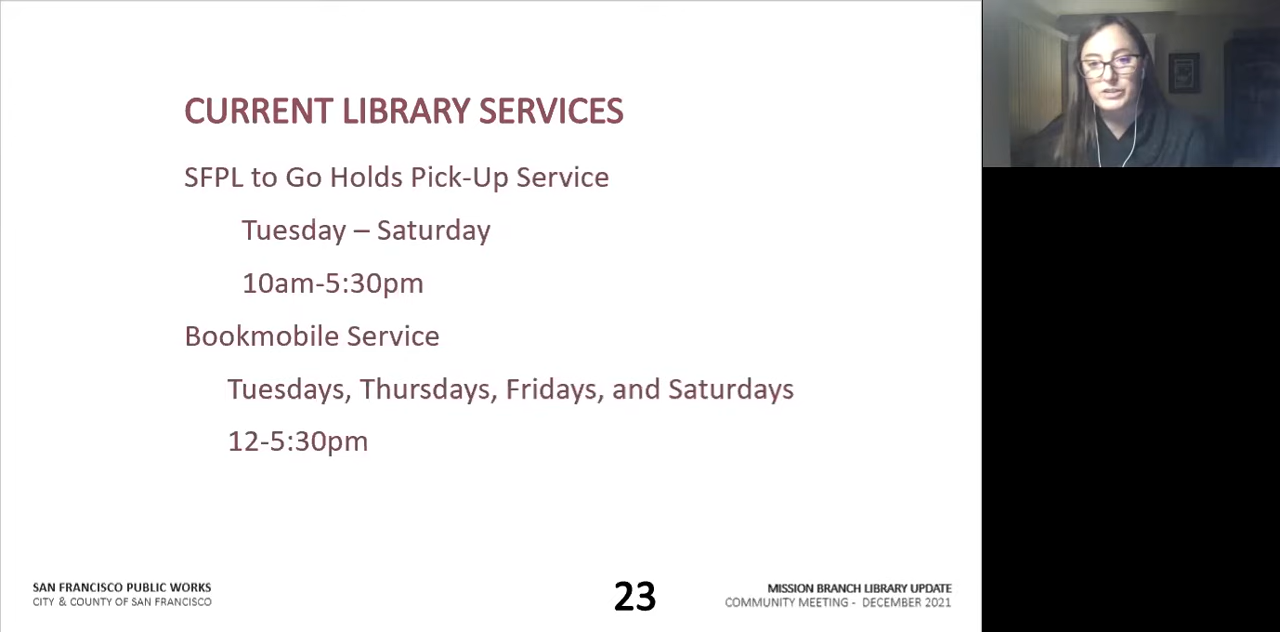 CURRENT LIBRARY SERVICES
SFPL to Go Holds Pick-Up Service
Tuesday – Saturday
10am-5:30pm
Bookmobile Service
Tuesdays, Thursdays, Fridays, and Saturdays
12-5:30pm
SAN FRANCISCO PUBLIC WORKS
CITY & COUNTY OF SAN FRANCISCO
23
MISSION BRANCH LIBRARY UPDATE
COMMUNITY MEETING - DECEMBER 2021